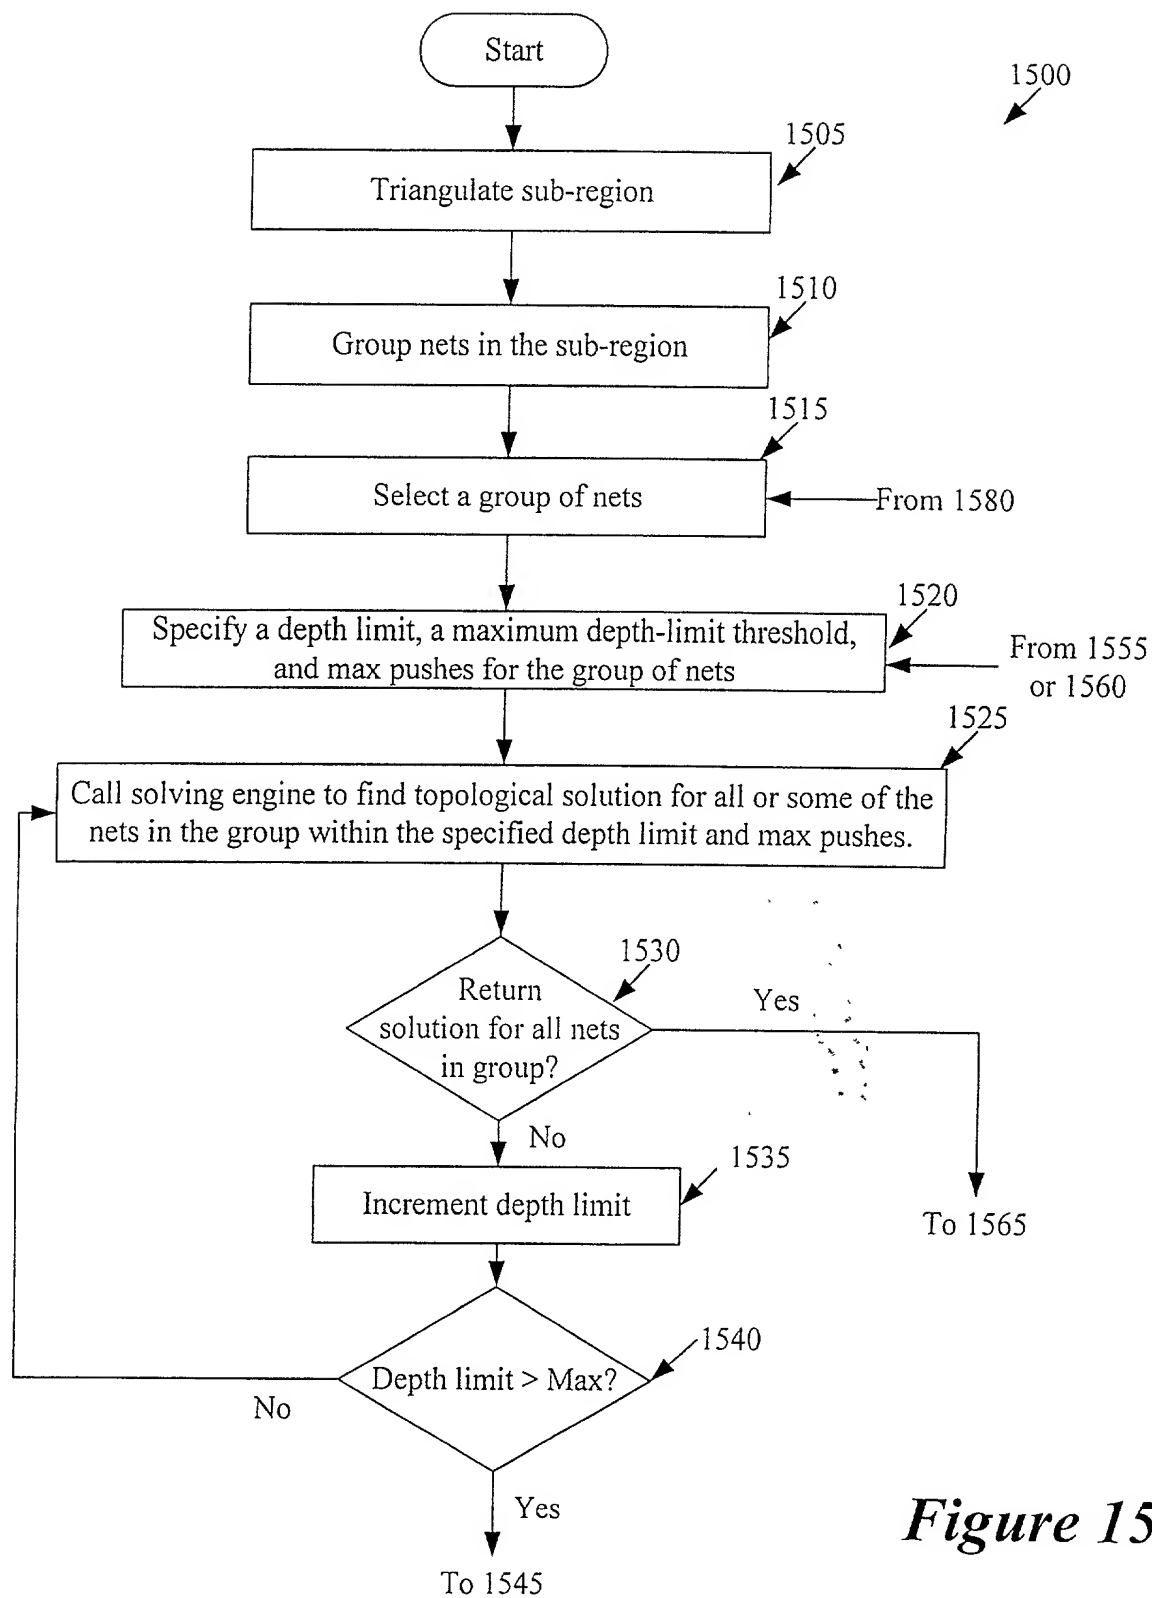 Start
1500
1505
Triangulate sub-region
1510
Group nets in the sub-region
1515
Select a group of nets
From 1580
1520
Specify a depth limit, a maximum depth-limit threshold,
and max pushes for the group of nets
From 1555
or 1560
1525
Call solving engine to find topological solution for all or some of the
nets in the group within the specified depth limit and max pushes.
1530
Return
solution for all nets
in group?
Yes
No
1535
Increment depth limit
To 1565
1540
Depth limit > Max?
No
Yes
To 1545
Figure 15